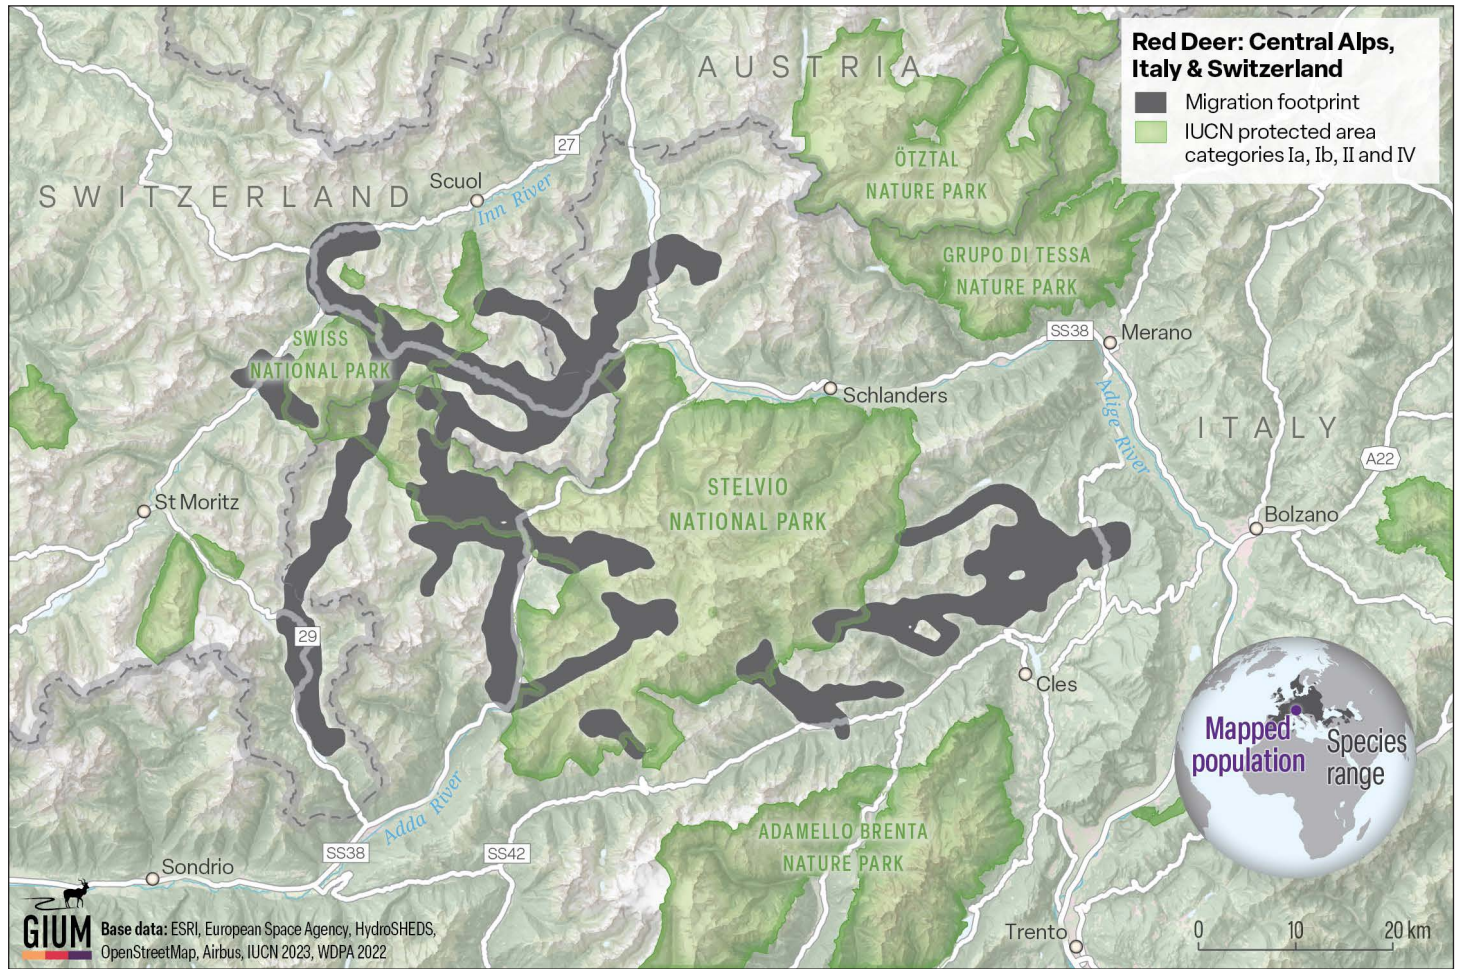 Red Deer: Central Alps,
Italy & Switzerland
Migration footprint
IUCN protected area
categories Ia, Ib, II and IV
AUSTRIA
SWITZERLAND
ITALY
ÖTZTAL
NATURE PARK
GRUPO DI TESSA
NATURE PARK
27
Scuol
Inn River
SWISS
NATIONAL PARK
SS38
Merano
Schlanders
Adige River
A22
STELVIO
NATIONAL PARK
St Moritz
Bolzano
29
Cles
Adda River
ADAMELLO BRENTA
NATURE PARK
SS38
SS42
Sondrio
Trento
Mapped
population
Species
range
0
10
20 km
GIUM
Base data: ESRI, European Space Agency, HydroSHEDS,
OpenStreetMap, Airbus, IUCN 2023, WDPA 2022